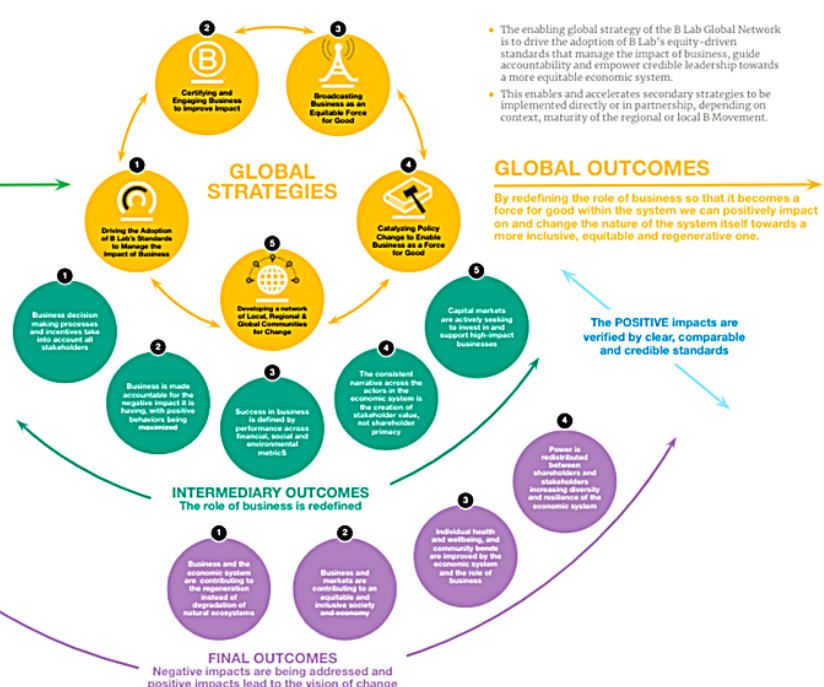 2
B
Certifying and
Engaging Business
to Improve Impact
3
Broadcasting
Business as an
Equitable Force
for Good
• The enabling global strategy of the B Lab Global Network
is to drive the adoption of B Lab's equity-driven
standards that manage the impact of business, guide
accountability and empower credible leadership towards
a more equitable economic system.
• This enables and accelerates secondary strategies to be
implemented directly or in partnership, depending on
context, maturity of the regional or local B Movement.
GLOBAL
STRATEGIES
1
Driving the Adoption
of B Lab's Standards
to Manage the
Impact of Business
4
Catalyzing Policy
Change to Enable
Business as a Force
for Good
5
Developing a network
of Local, Regional &
Global Communities
for Change
GLOBAL OUTCOMES
By redefining the role of business so that it becomes a
force for good within the system we can positively impact
on and change the nature of the system itself towards a
more inclusive, equitable and regenerative one.
The POSITIVE impacts are
verified by clear, comparable
and credible standards
1
Business decision
making processes
and incentives take
into account all
stakeholders
2
Business is made
accountable for the
negative impact it is
having, with positive
behaviors being
maximized
3
Success in business
is defined by
performance across
financial, social and
environmental
metric$
4
The consistent
narrative across the
actors in the
economic system is
the creation of
stakeholder value,
not shareholder
primacy
5
Capital markets
are actively seeking
to invest in and
support high-impact
businesses
INTERMEDIARY OUTCOMES
The role of business is redefined
1
Business and the
economic system
are contributing to
the regeneration
instead of
degradation of
natural ecosystems
2
Business and
markets are
contributing to an
equitable and
inclusive society
and economy
3
Individual health
and wellbeing, and
community bonds
are improved by the
economic system
and the role of
business
4
Power is
redistributed
between
shareholders and
stakeholders
increasing diversity
and resilience of the
economic system
FINAL OUTCOMES
Negative impacts are being addressed and
positive impacts lead to the vision of change